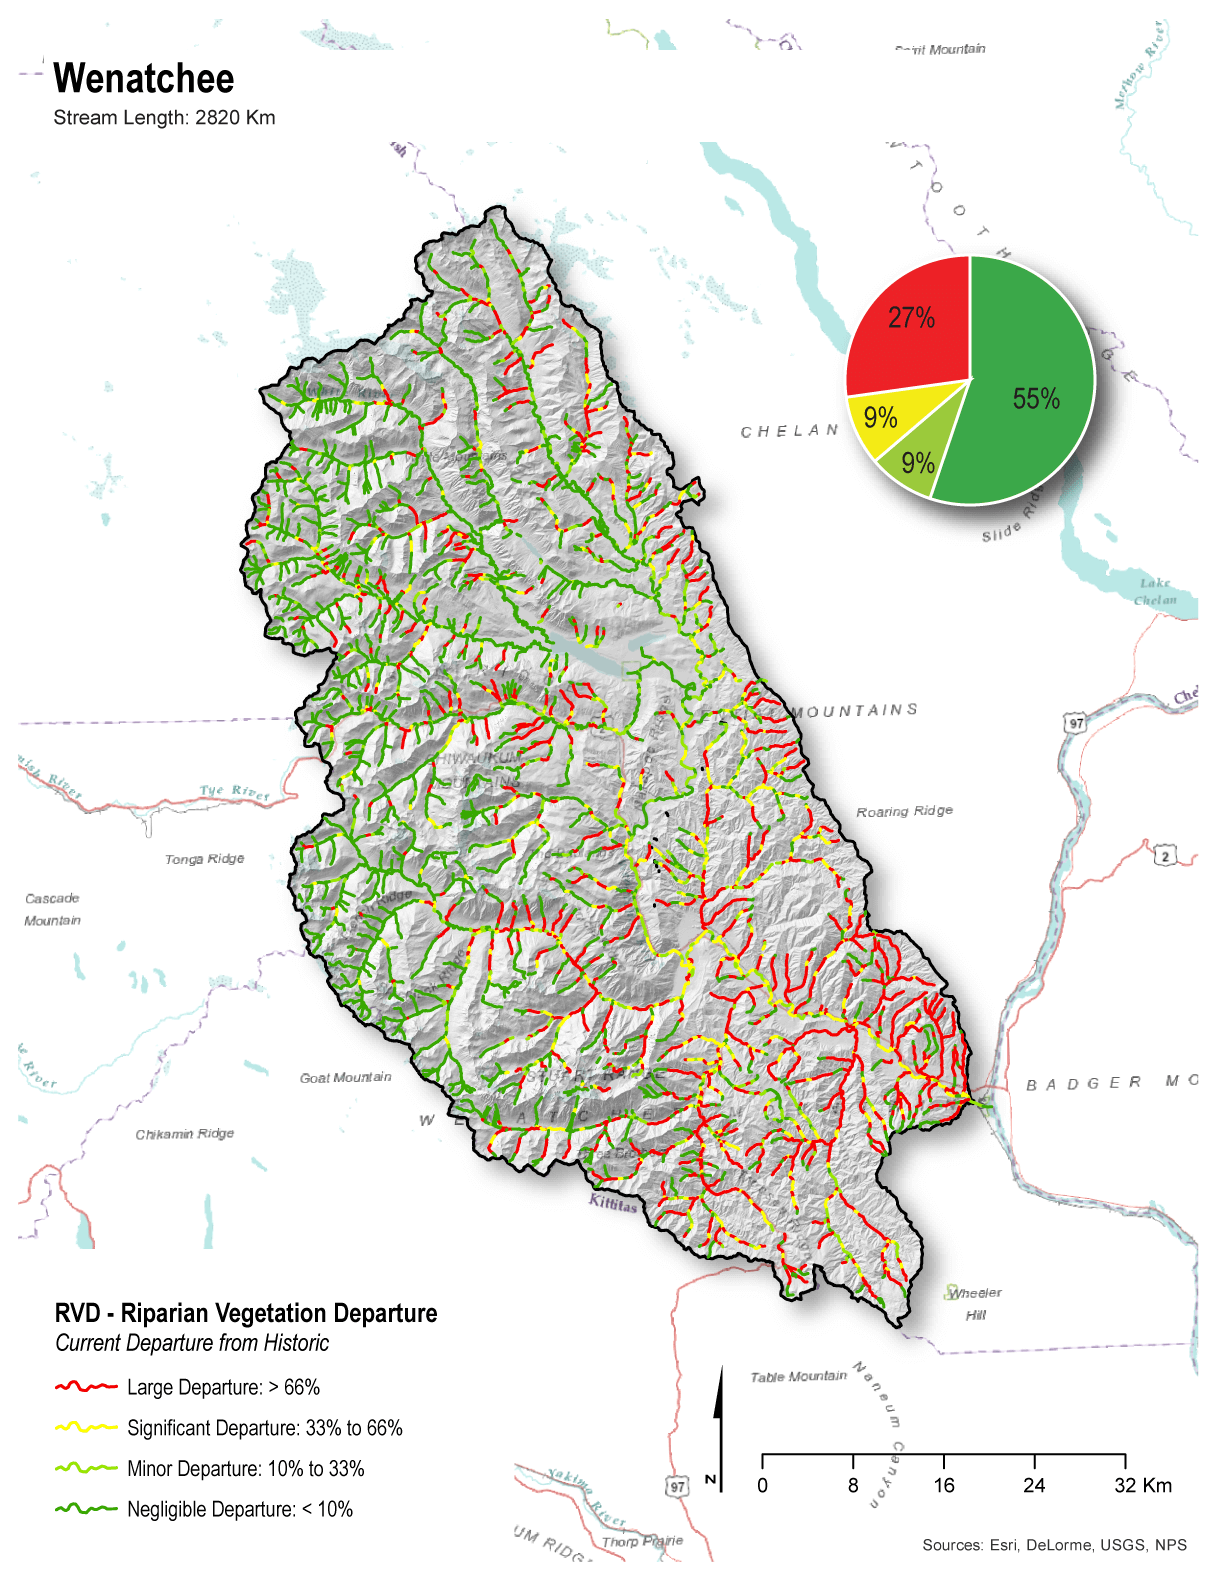 Wenatchee
Stream Length: 2820 Km
Spirit Mountain
Methow River
T O O T H
G E
27%
55%
9%
9%
CHELAN
Slide Ridge
Lake
Chelan
97
MOUNTAINS
CHIWAUKUM
MOUNTAINS
Tye River
Roaring Ridge
2
Tonga Ridge
Cascade
Mountain
Goat Mountain
BADGER MO
Chikamin Ridge
Kittitas
Wheeler
Hill
RVD - Riparian Vegetation Departure
Current Departure from Historic
Large Departure: > 66%
Significant Departure: 33% to 66%
Minor Departure: 10% to 33%
Negligible Departure: < 10%
Table Mountain
Naneum Canyon
N
0 8 16 24 32 Km
97
Yakima River
UM RIDG
Thorp Prairie
Sources: Esri, DeLorme, USGS, NPS